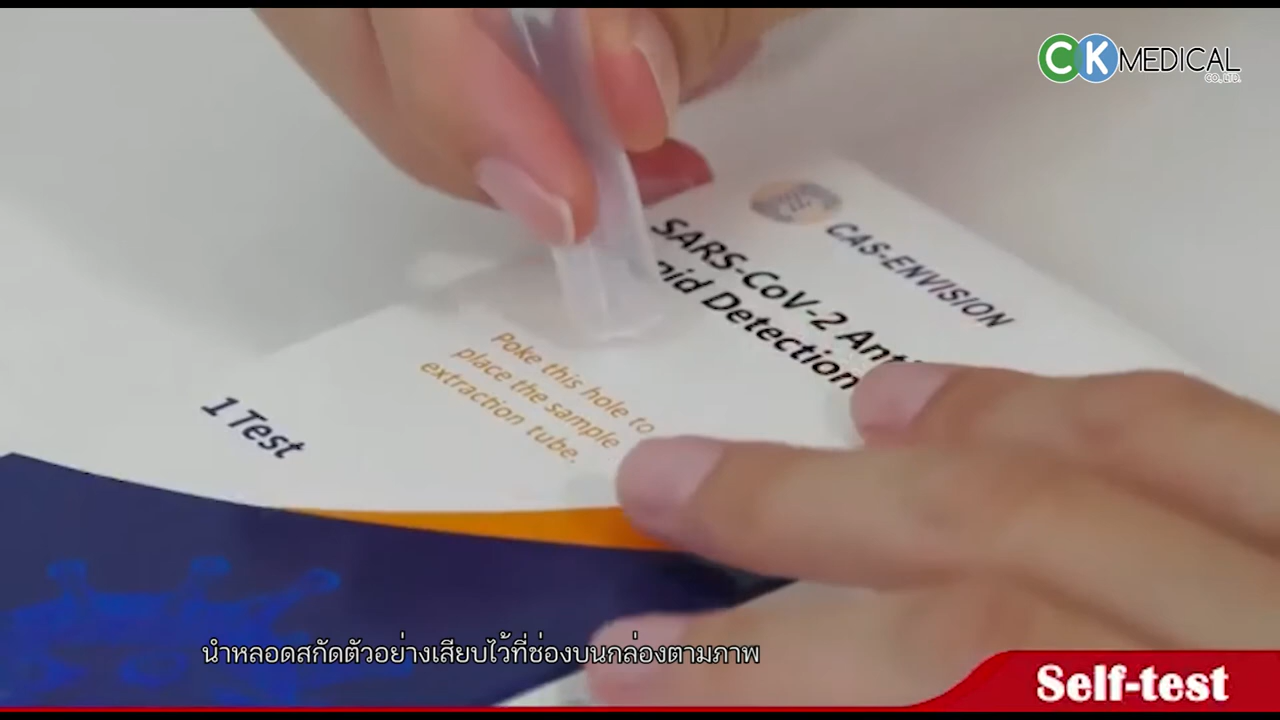 CK MEDICAL
CO.,LTD.
CAS-ENVISION
SARS-CoV-2
Detection
Poke this hole to
place the sample
extraction tube.
1 Test
นำหลอดสกัดตัวอย่างเสียบไว้ที่ช่องบนกล่องตามภาพ
Self-test